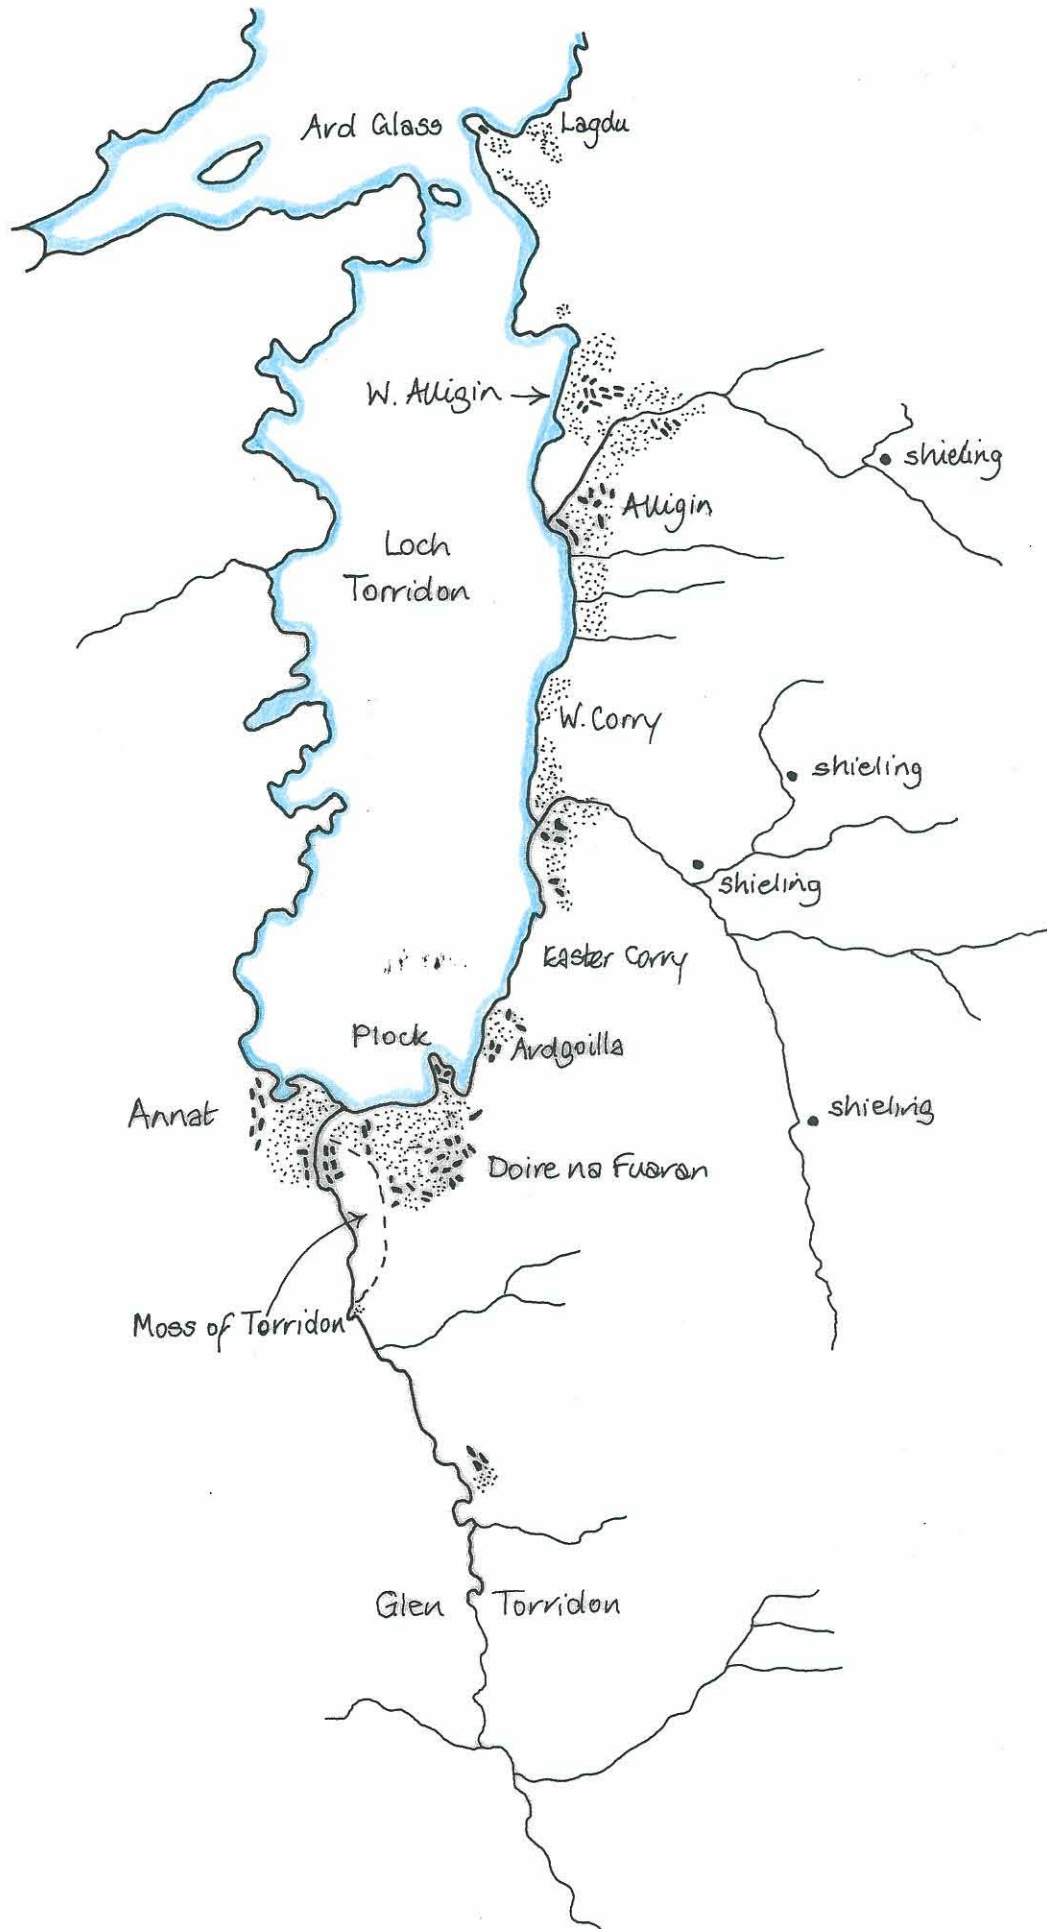 Ard Glass
Lagdu
W. Alligin
shieling
Alligin
Loch
Torridon
W. Corry
shieling
shieling
Easter Corry
Plock
Ardgoilla
Annat
shieling
Doire na Fuaran
Moss of Torridon
Glen Torridon